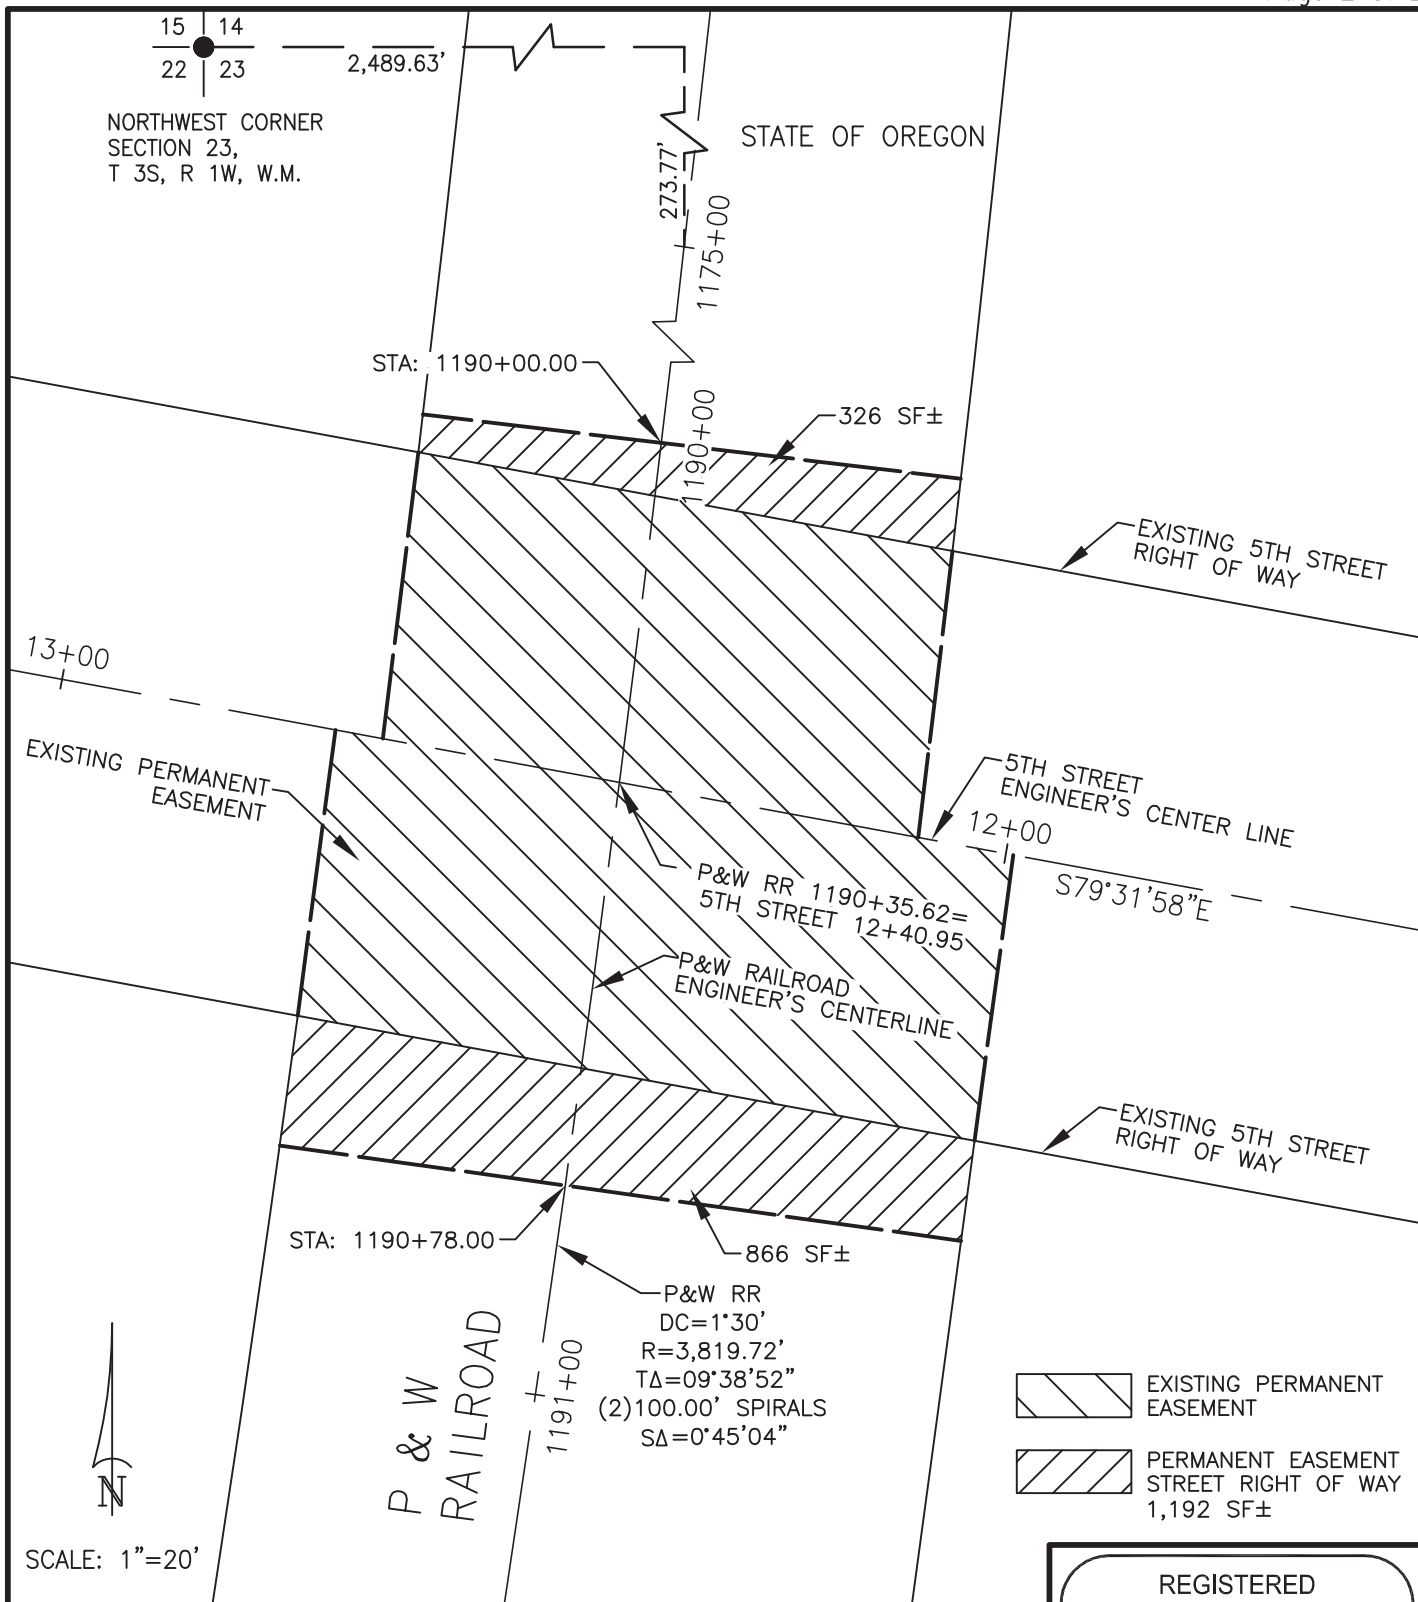 15 14
22 23
2,489.63'
NORTHWEST CORNER
SECTION 23,
T 3S, R 1W, W.M.
273.77'
STATE OF OREGON
1175+00
STA: 1190+00.00
1190+00
326 SF±
EXISTING 5TH STREET
RIGHT OF WAY
13+00
EXISTING PERMANENT
EASEMENT
5TH STREET
ENGINEER'S CENTER LINE
12+00
S79°31'58"E
P&W RR 1190+35.62=
5TH STREET 12+40.95
P&W RAILROAD
ENGINEER'S CENTERLINE
EXISTING 5TH STREET
RIGHT OF WAY
STA: 1190+78.00
866 SF±
P&W RR
DC=1°30'
R=3,819.72'
TΔ=09°38'52"
(2)100.00' SPIRALS
SΔ=0°45'04"
P & W
RAILROAD
1191+00
EXISTING PERMANENT
EASEMENT
PERMANENT EASEMENT
STREET RIGHT OF WAY
1,192 SF±
N
SCALE: 1"=20'
REGISTERED